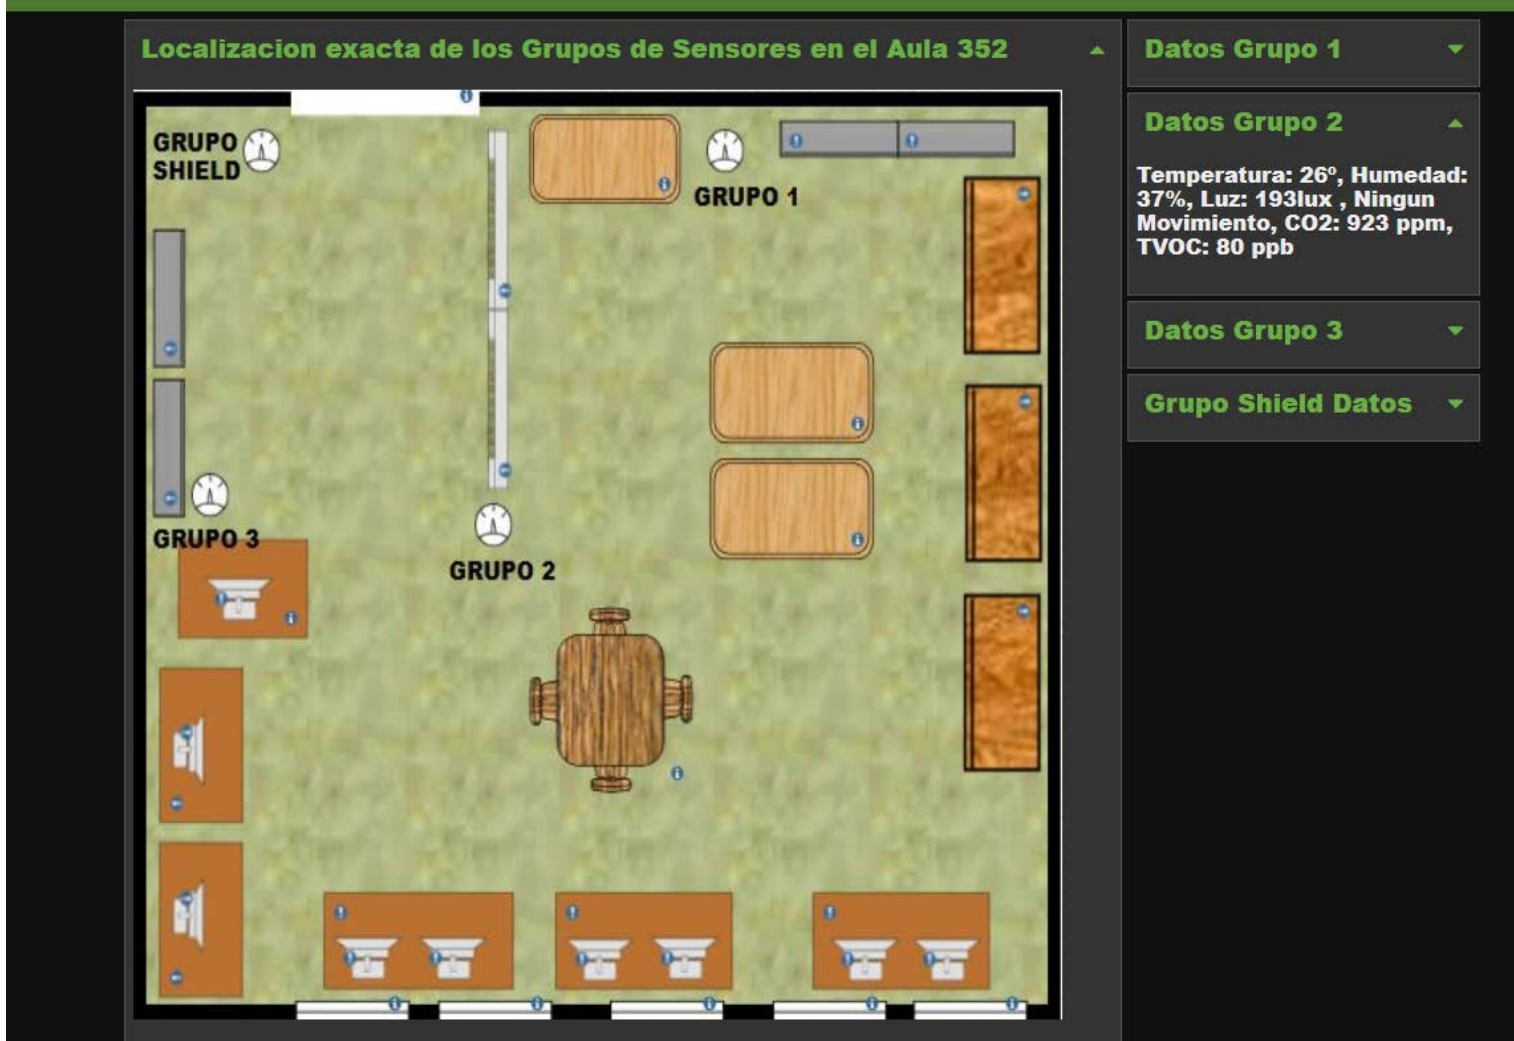 Localizacion exacta de los Grupos de Sensores en el Aula 352
GRUPO
SHIELD
GRUPO 1
GRUPO 3
GRUPO 2
Datos Grupo 1
Datos Grupo 2
Temperatura: 26º, Humedad:
37%, Luz: 193lux , Ningun
Movimiento, CO2: 923 ppm,
TVOC: 80 ppb
Datos Grupo 3
Grupo Shield Datos